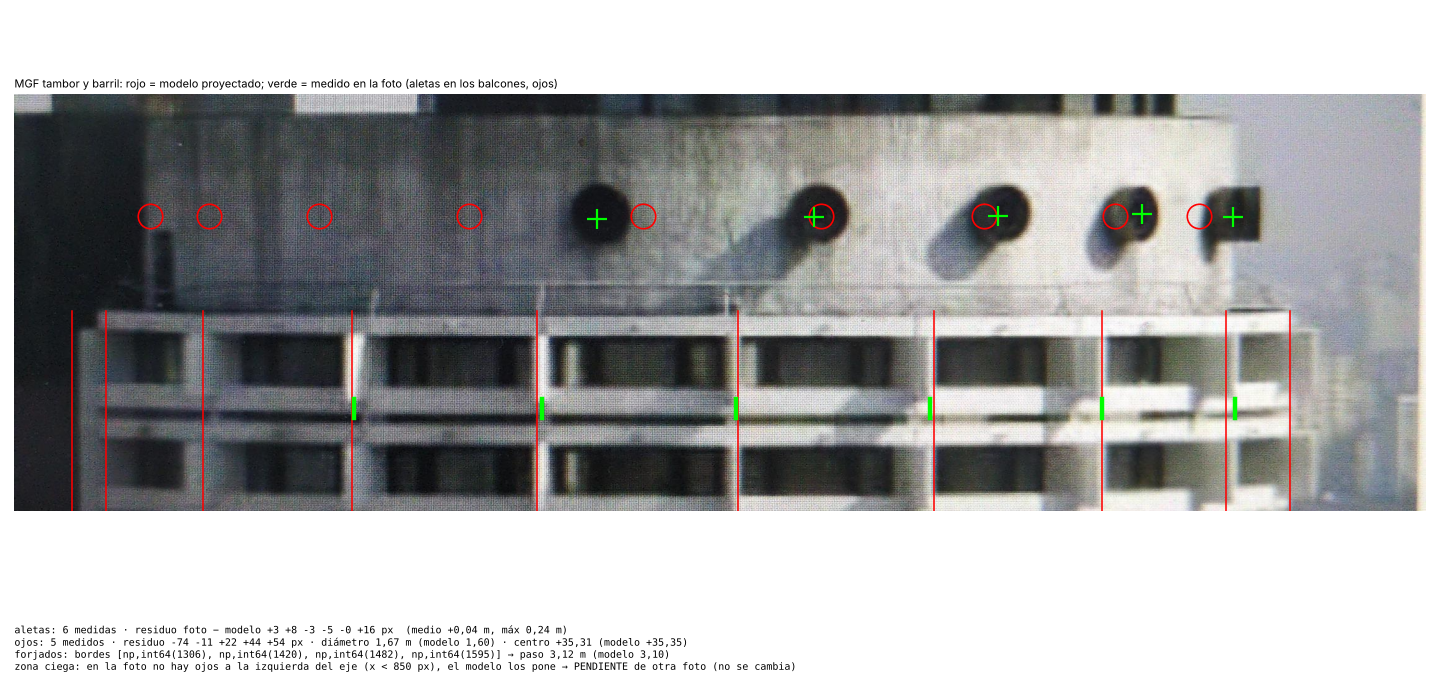 MGF tambor y barril: rojo = modelo proyectado; verde = medido en la foto (aletas en los balcones, ojos)
aletas: 6 medidas · residuo foto − modelo +3 +8 -3 -5 -0 +16 px  (medio +0,04 m, máx 0,24 m)
ojos: 5 medidos · residuo -74 -11 +22 +44 +54 px · diámetro 1,67 m (modelo 1,60) · centro +35,31 (modelo +35,35)
forjados: bordes [np,int64(1306), np,int64(1420), np,int64(1482), np,int64(1595)] → paso 3,12 m (modelo 3,10)
zona ciega: en la foto no hay ojos a la izquierda del eje (x < 850 px), el modelo los pone → PENDIENTE de otra foto (no se cambia)